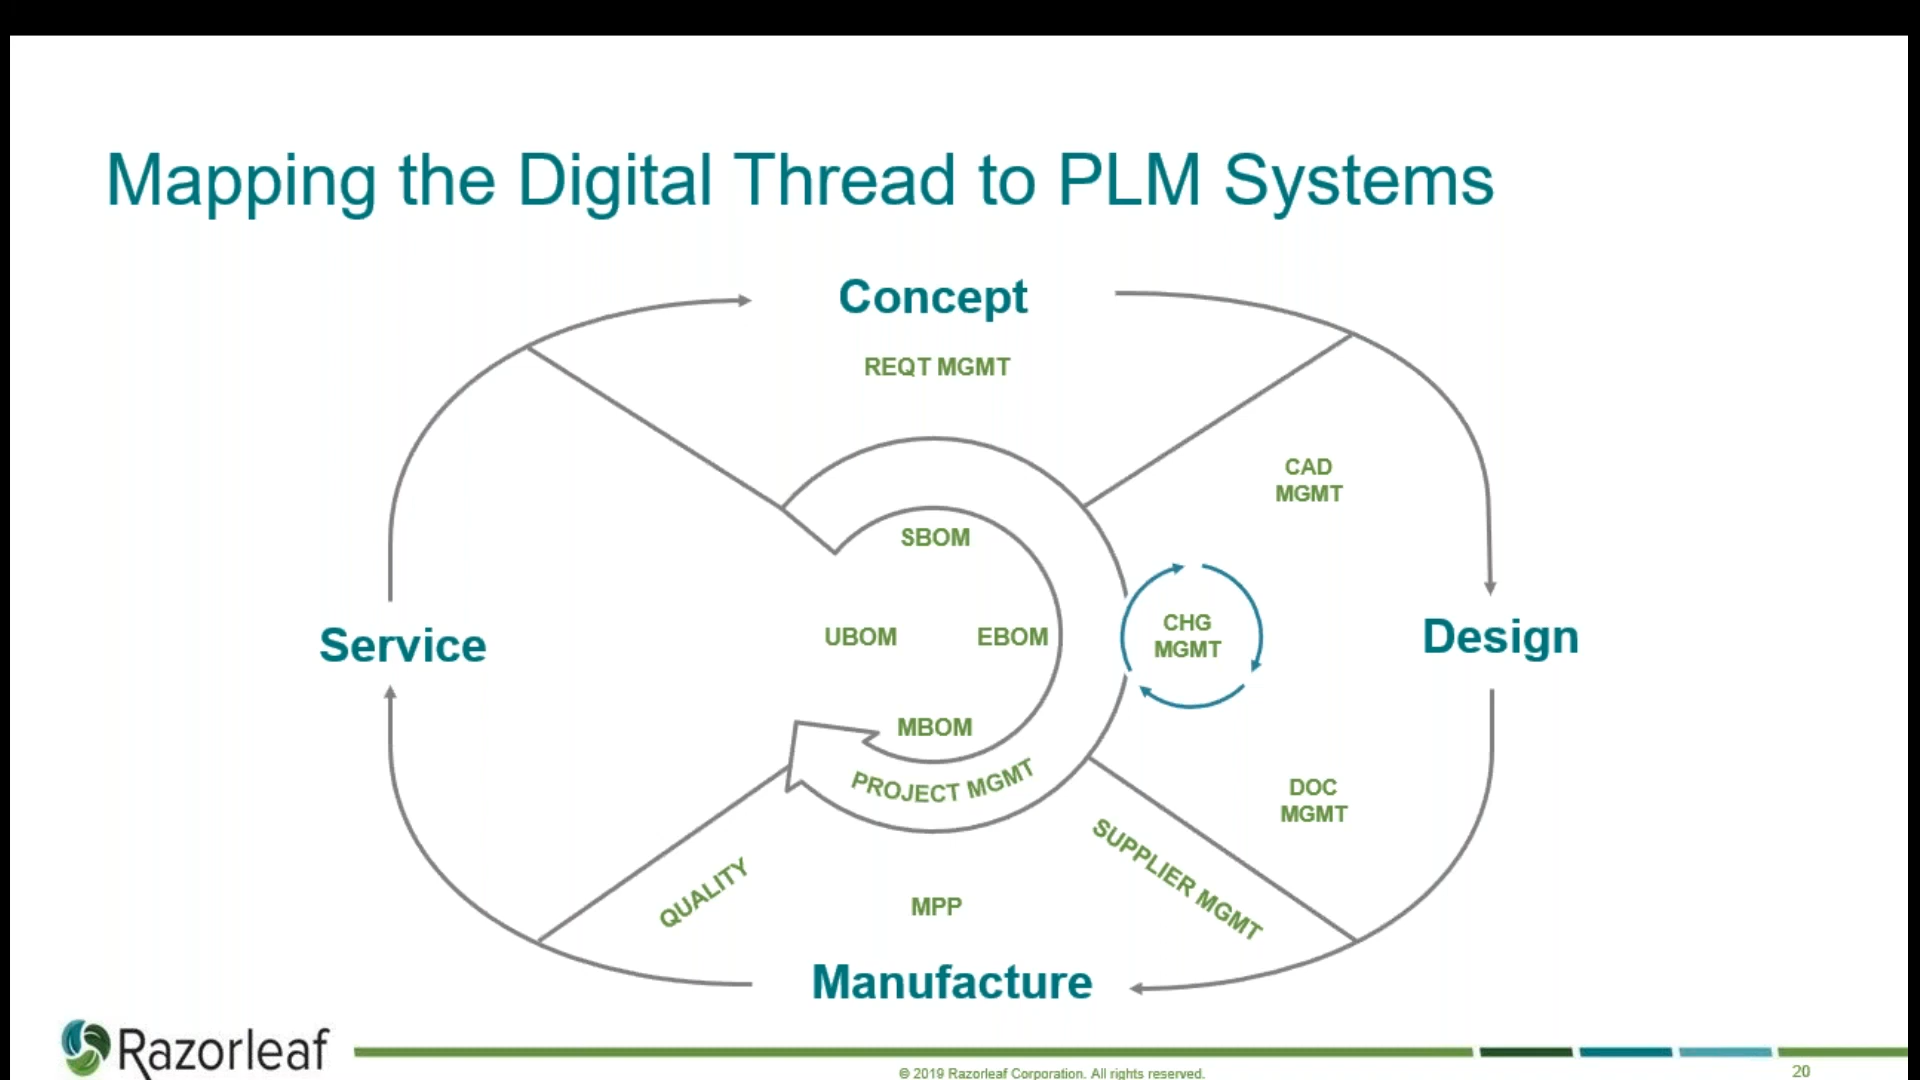 Mapping the Digital Thread to PLM Systems
Concept
REQT MGMT
CAD
MGMT
SBOM
CHG
MGMT
UBOM
EBOM
Service
Design
MBOM
PROJECT MGMT
DOC
MGMT
SUPPLIER MGMT
QUALITY
MPP
Manufacture
Razorleaf
© 2019 Razorleaf Corporation. All rights reserved.
20